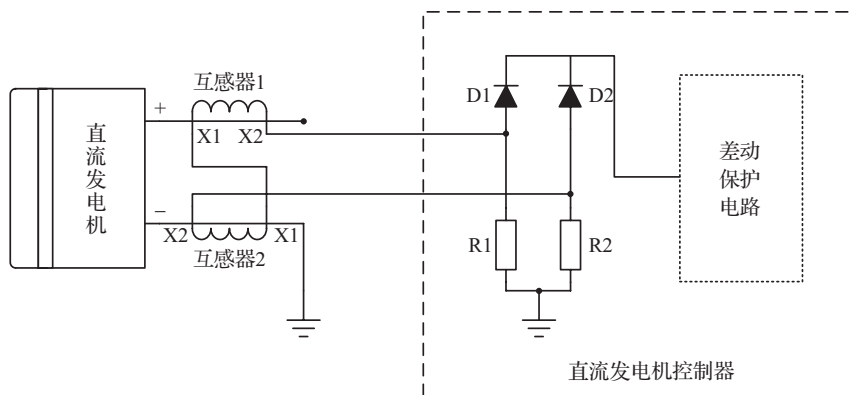 直流发电机
+
−
互感器1
X1 X2
X2 X1
互感器2
D1
D2
R1
R2
差动
保护
电路
直流发电机控制器